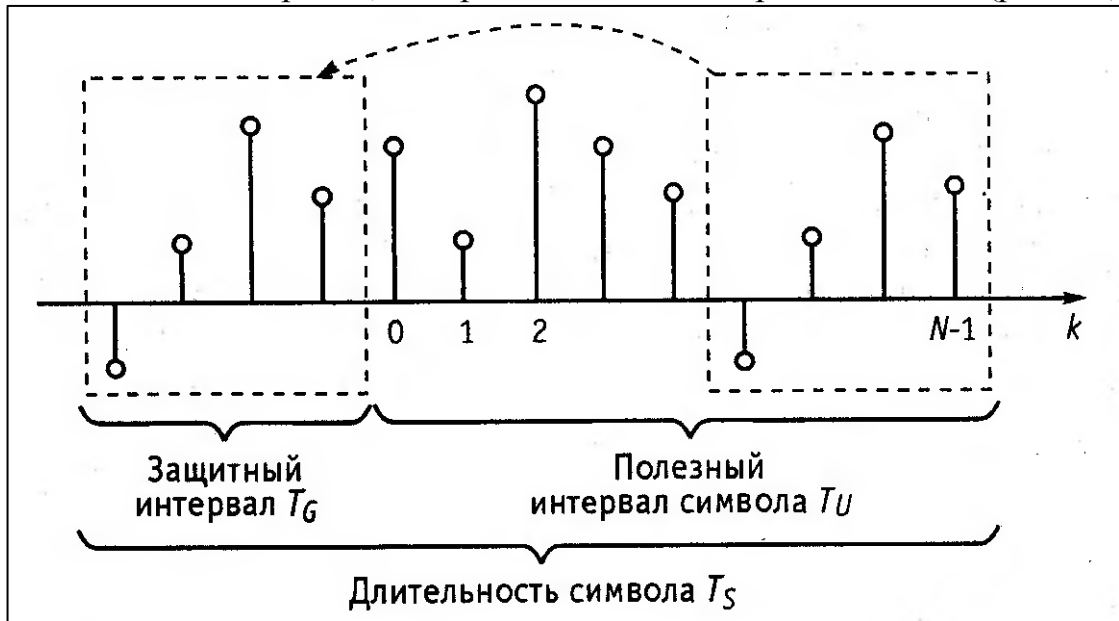 0 1 2 N-1 k
Защитный
интервал T_G
Полезный
интервал символа T_U
Длительность символа T_S